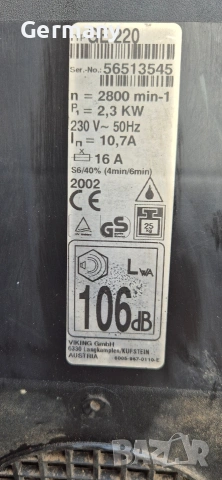 Germany
220
Ser.-No.: 56513545
n = 2800 min-1
P₁ = 2,3 KW
230 V~ 50Hz
Iₙ = 10,7A
16 A
S6/40% (4min/6min)
2002
CE
GS
25
LWA
106dB
VIKING GmbH
6336 Langkampfen/KUFSTEIN
AUSTRIA
bazar